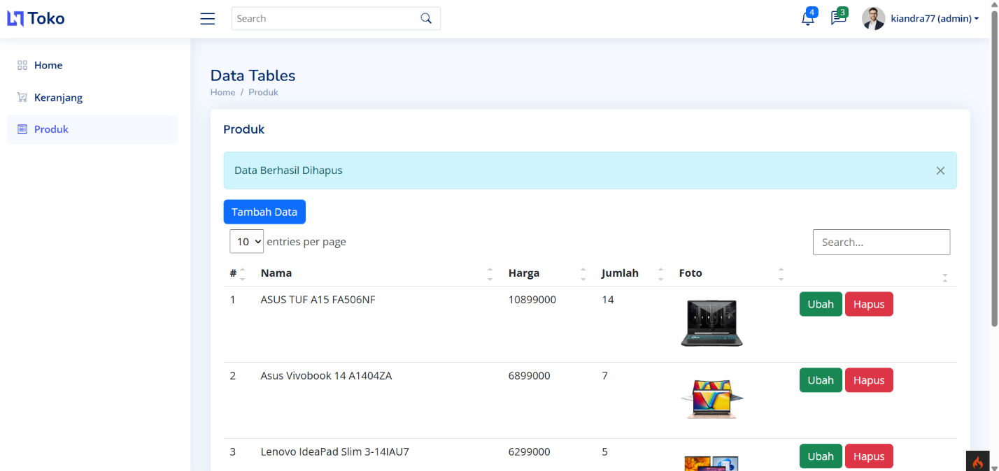 Toko
Search
4
3
kiandra77 (admin)
Home
Keranjang
Produk
Data Tables
Home / Produk
Produk
Data Berhasil Dihapus
Tambah Data
10 entries per page
Search...
# Nama Harga Jumlah Foto
1 ASUS TUF A15 FA506NF 10899000 14 Ubah Hapus
2 Asus Vivobook 14 A1404ZA 6899000 7 Ubah Hapus
3 Lenovo IdeaPad Slim 3-14IAU7 6299000 5 Ubah Hapus